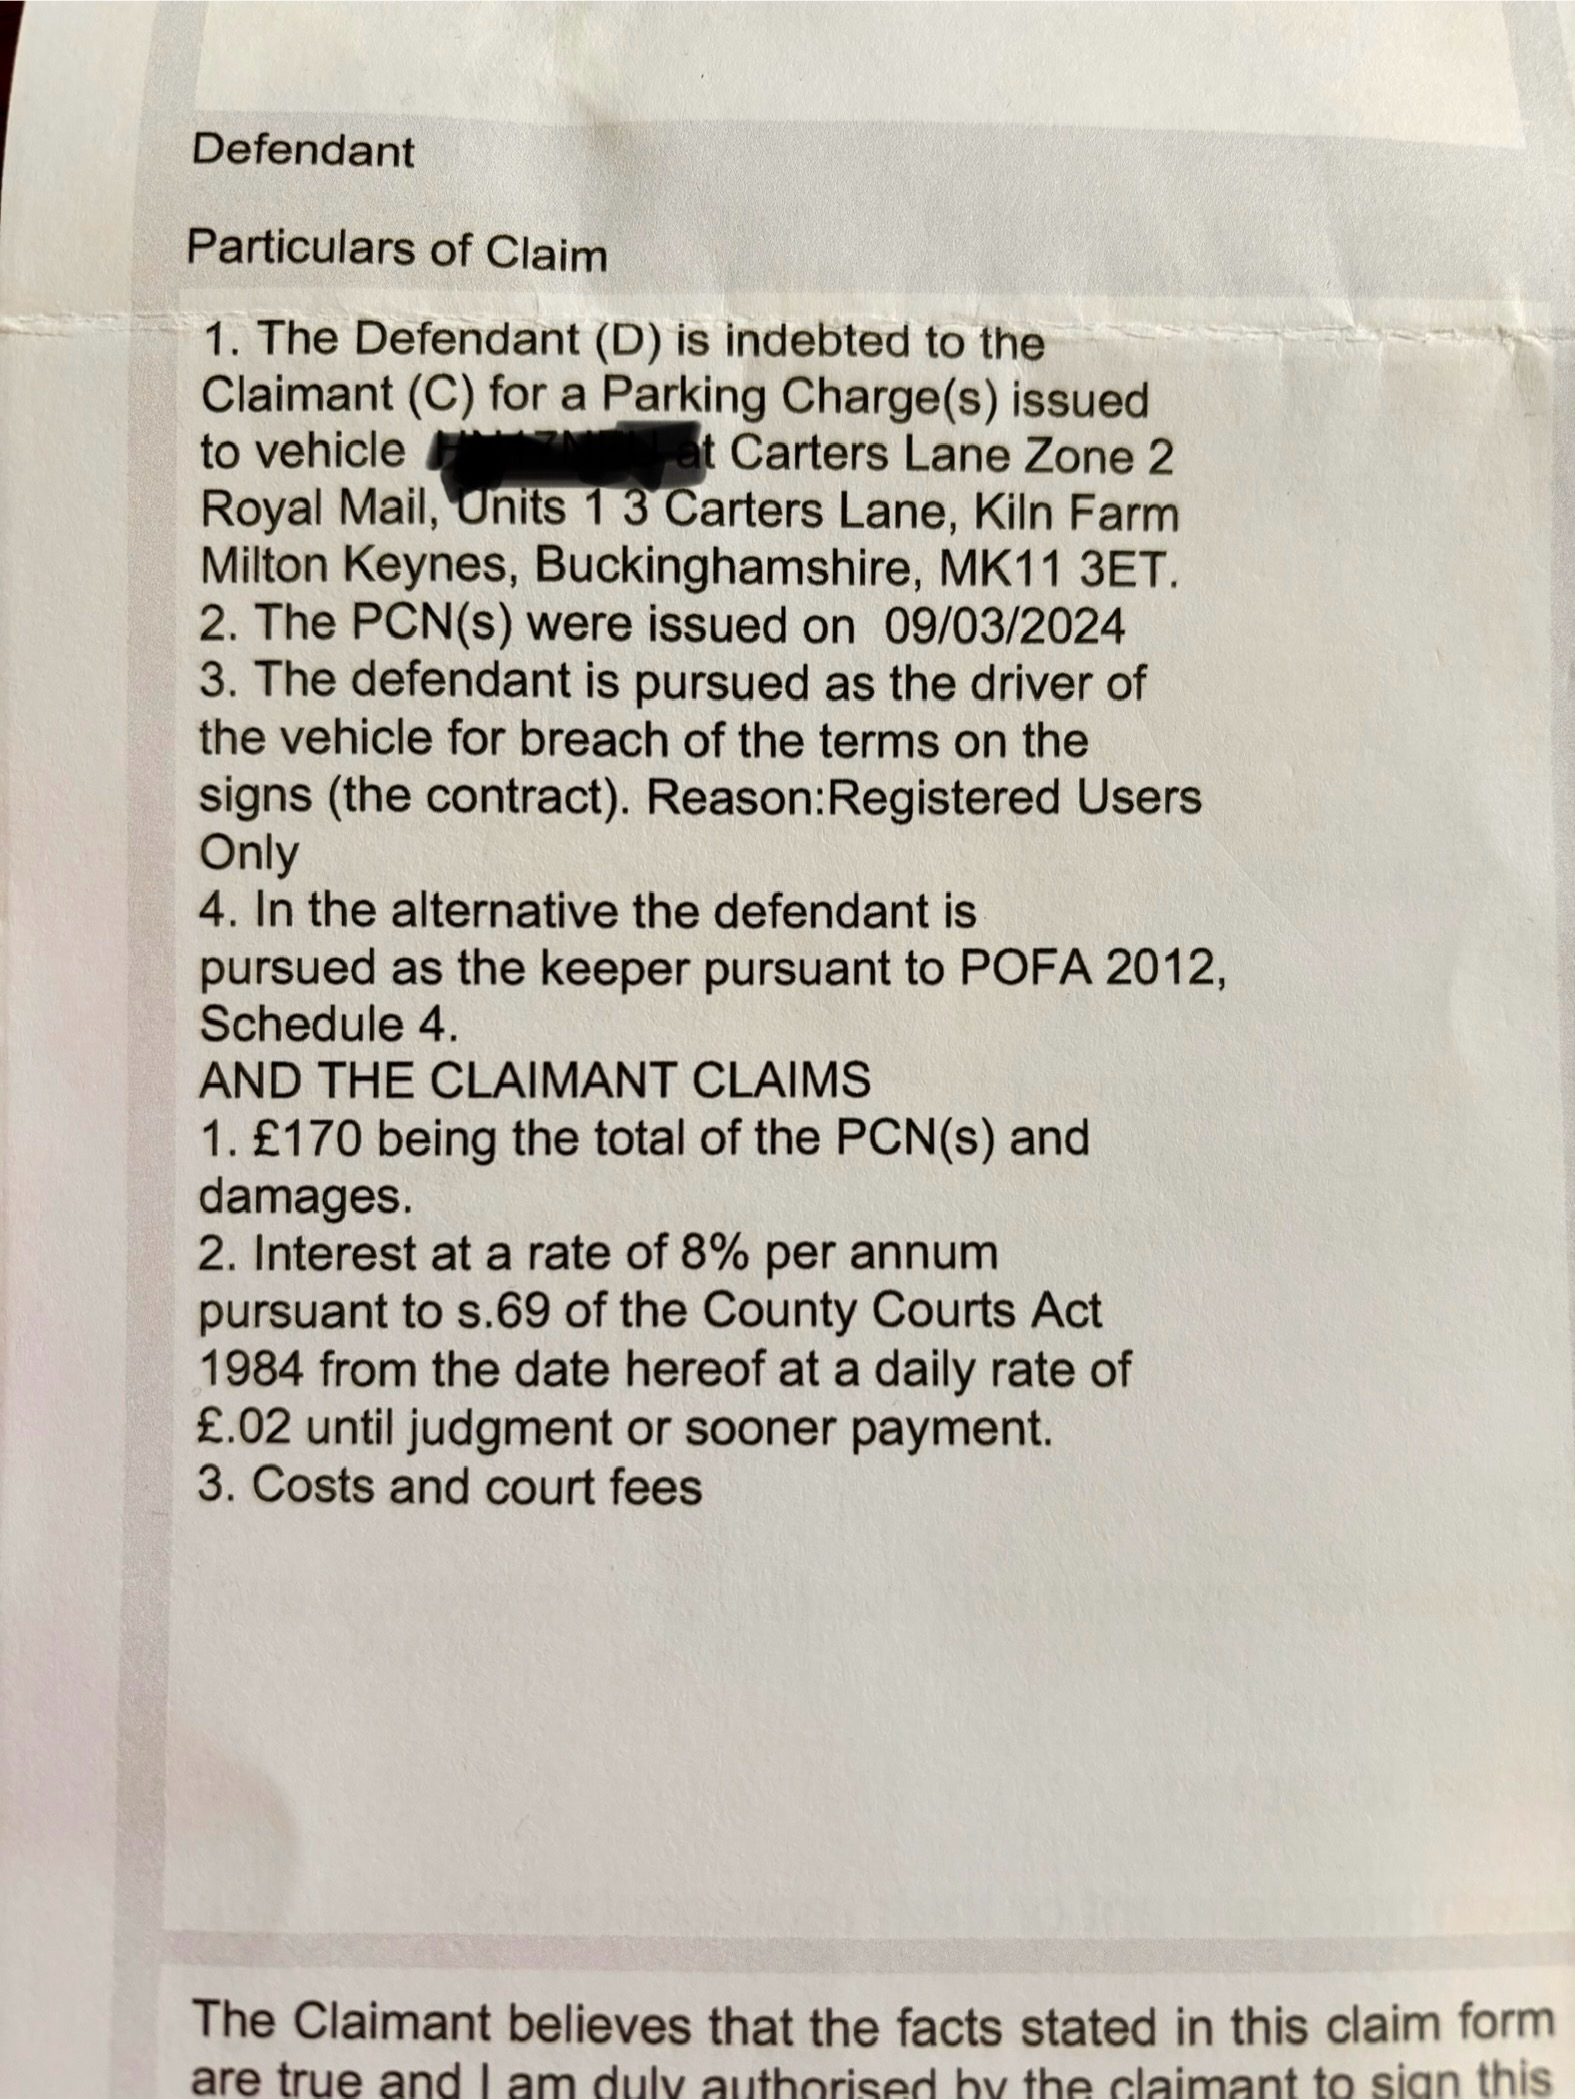 Defendant
Particulars of Claim
1. The Defendant (D) is indebted to the
Claimant (C) for a Parking Charge(s) issued
to vehicle at Carters Lane Zone 2
Royal Mail, Units 1 3 Carters Lane, Kiln Farm
Milton Keynes, Buckinghamshire, MK11 3ET.
2. The PCN(s) were issued on 09/03/2024
3. The defendant is pursued as the driver of
the vehicle for breach of the terms on the
signs (the contract). Reason:Registered Users
Only
4. In the alternative the defendant is
pursued as the keeper pursuant to POFA 2012,
Schedule 4.
AND THE CLAIMANT CLAIMS
1. £170 being the total of the PCN(s) and
damages.
2. Interest at a rate of 8% per annum
pursuant to s.69 of the County Courts Act
1984 from the date hereof at a daily rate of
£.02 until judgment or sooner payment.
3. Costs and court fees
The Claimant believes that the facts stated in this claim form
are true and I am duly authorised by the claimant to sign this